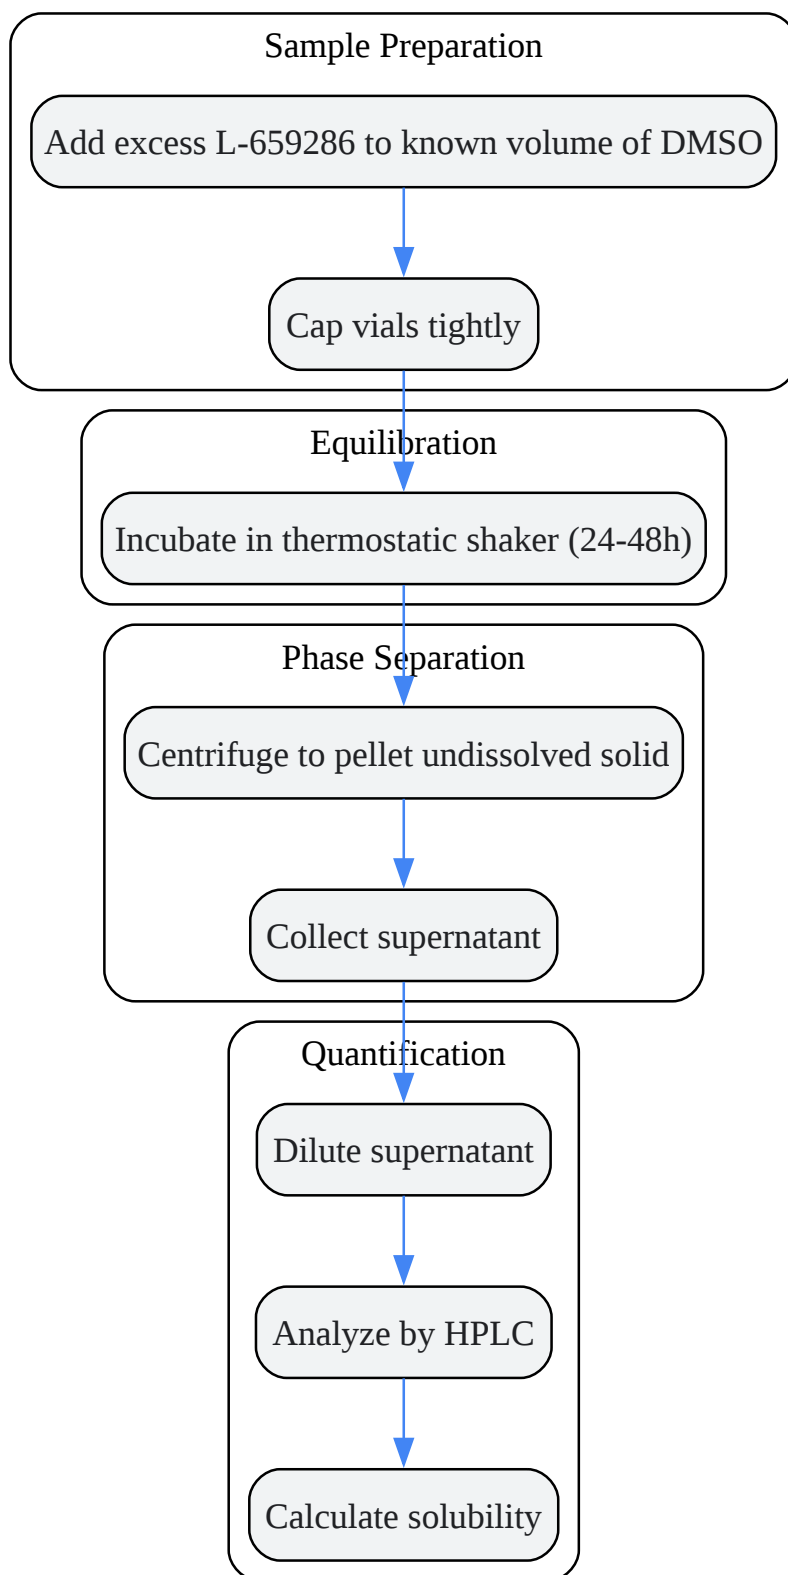 Sample Preparation
Add excess L-659286 to known volume of DMSO
Cap vials tightly
Equilibration
Incubate in thermostatic shaker (24-48h)
Phase Separation
Centrifuge to pellet undissolved solid
Collect supernatant
Quantification
Dilute supernatant
Analyze by HPLC
Calculate solubility